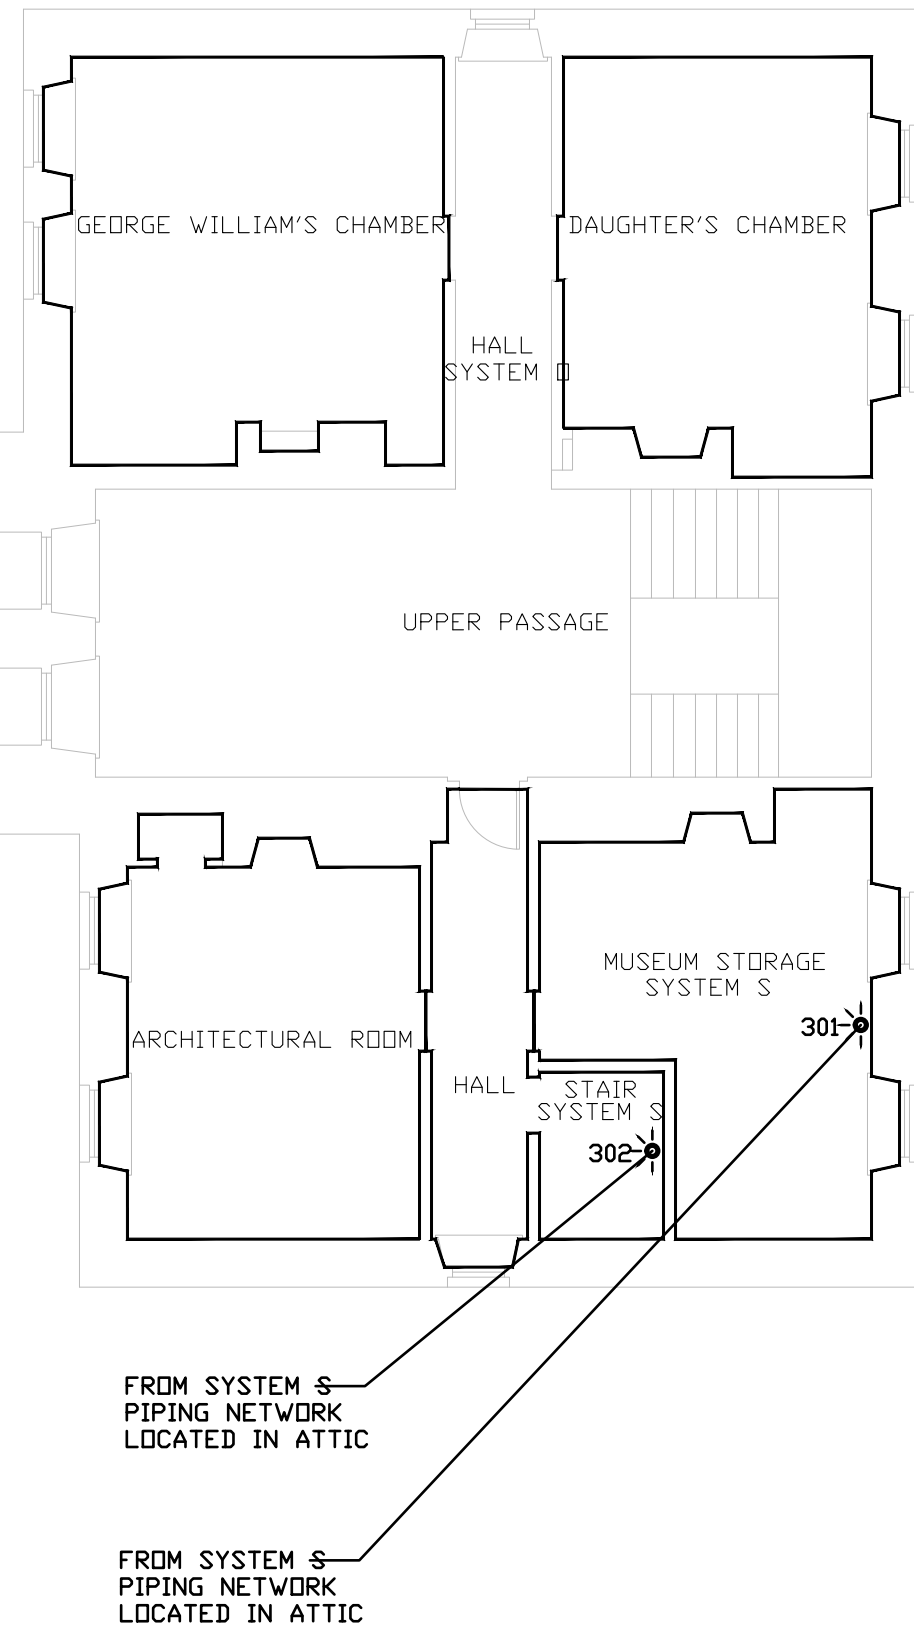 GEORGE WILLIAM'S CHAMBER
DAUGHTER'S CHAMBER
HALL
SYSTEM O
UPPER PASSAGE
MUSEUM STORAGE
SYSTEM S
301
ARCHITECTURAL ROOM
HALL
STAIR
SYSTEM S
302
FROM SYSTEM S
PIPING NETWORK
LOCATED IN ATTIC
FROM SYSTEM S
PIPING NETWORK
LOCATED IN ATTIC